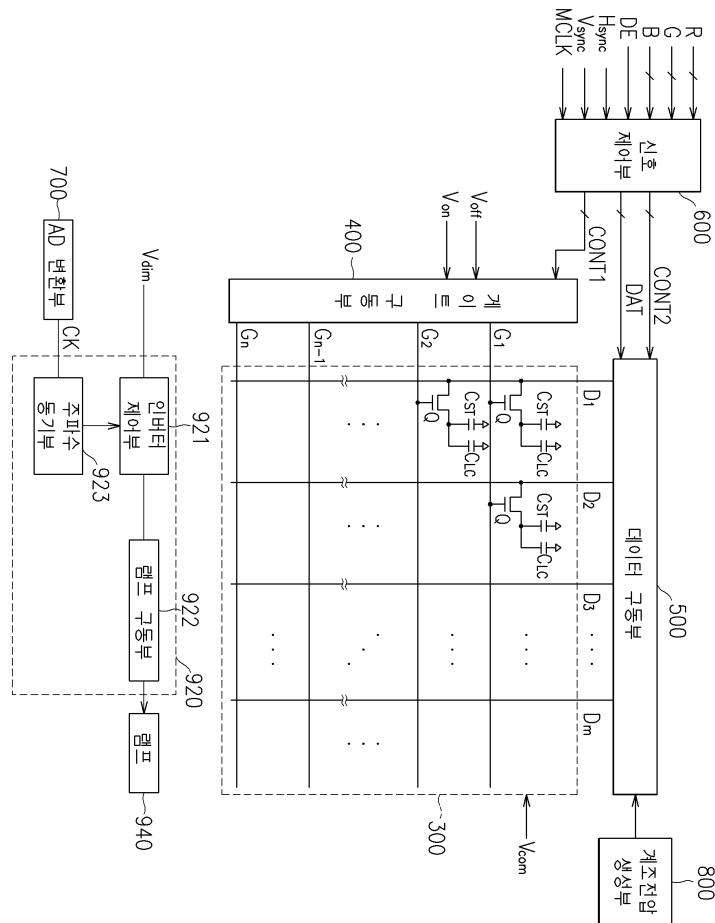 R
G
B
DE
Hsync
Vsync
MCLK
신호
제어부
600
CONT2
DAT
CONT1
데이터 구동부
500
계조전압
생성부
800
Voff
Von
게이트 구동부
400
G1
G2
Gn-1
Gn
D1
D2
D3
Dm
CST
CLC
Q
CST
CLC
Q
CST
CLC
Q
Vcom
300
Vdim
인버터
제어부
921
램프 구동부
922
920
램프
940
700
AD 변환부
CK
주파수
동기부
923